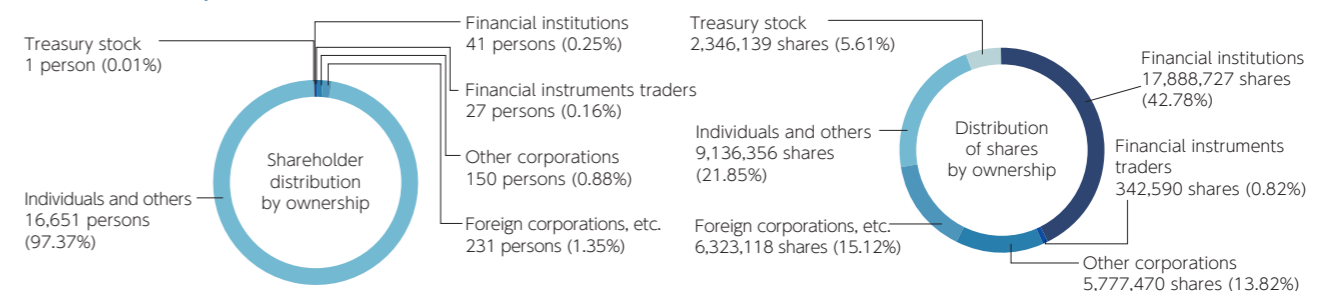 Treasury stock
1 person (0.01%)
Financial institutions
41 persons (0.25%)
Financial instruments traders
27 persons (0.16%)
Other corporations
150 persons (0.88%)
Foreign corporations, etc.
231 persons (1.35%)
Individuals and others
16,651 persons
(97.37%)
Shareholder
distribution
by ownership
Treasury stock
2,346,139 shares (5.61%)
Financial institutions
17,888,727 shares
(42.78%)
Financial instruments
traders
342,590 shares (0.82%)
Other corporations
5,777,470 shares (13.82%)
Foreign corporations, etc.
6,323,118 shares (15.12%)
Individuals and others
9,136,356 shares
(21.85%)
Distribution
of shares
by ownership